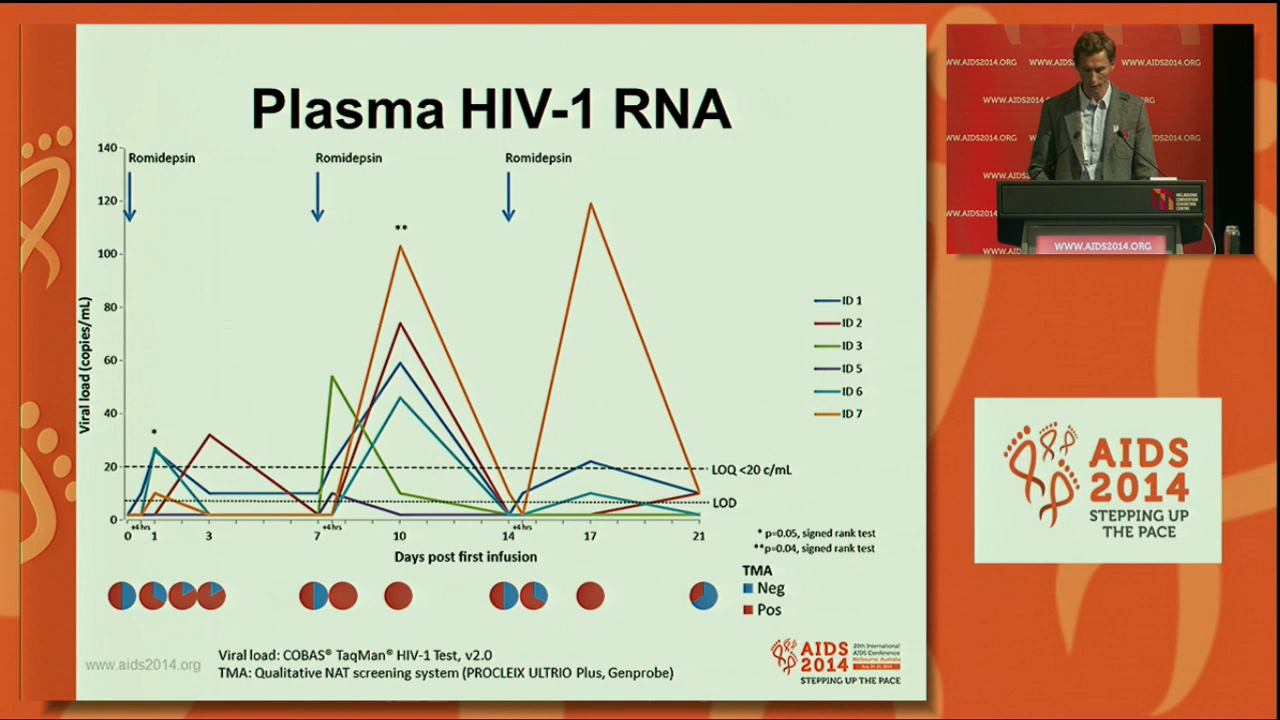 Plasma HIV-1 RNA
Romidepsin
Romidepsin
Romidepsin
140
120
100
80
60
40
20
0
Viral load (copies/mL)
*
**
ID 1
ID 2
ID 3
ID 5
ID 6
ID 7
LOQ <20 c/mL
LOD
+4 hrs
+4 hrs
+4 hrs
0 1 3 7 10 14 17 21
Days post first infusion
* p=0.05, signed rank test
**p=0.04, signed rank test
TMA
Neg
Pos
www.aids2014.org
Viral load: COBAS® TaqMan® HIV-1 Test, v2.0
TMA: Qualitative NAT screening system (PROCLEIX ULTRIO Plus, Genprobe)
AIDS
2014
20th International
AIDS Conference
Melbourne, Australia
July 20-25, 2014
STEPPING UP THE PACE
WW.AIDS2014.ORG
WWW.AIDS2014.ORG
WWW.AIDS2014.ORG
MELBOURNE
CONVENTION
EXHIBITION
CENTRE
WWW.AIDS2014.ORG
AIDS
2014
STEPPING UP
THE PACE